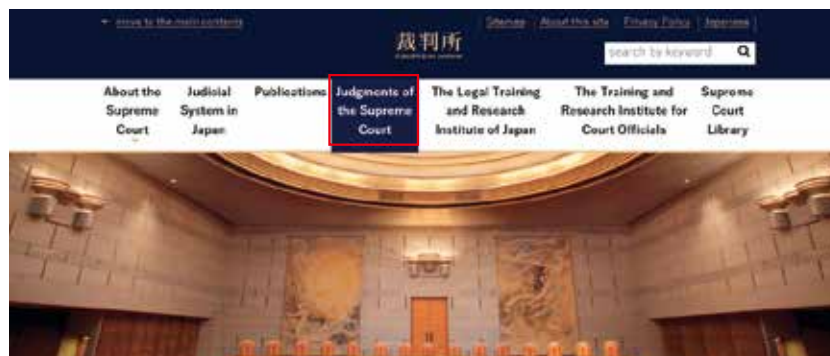 move to the main contents
Sitemap | About this site | Privacy Policy | Japanese |
裁判所
search by keyword
About the
Supreme
Court
Judicial
System in
Japan
Publications
Judgments of
the Supreme
Court
The Legal Training
and Research
Institute of Japan
The Training and
Research Institute for
Court Officials
Supreme
Court
Library